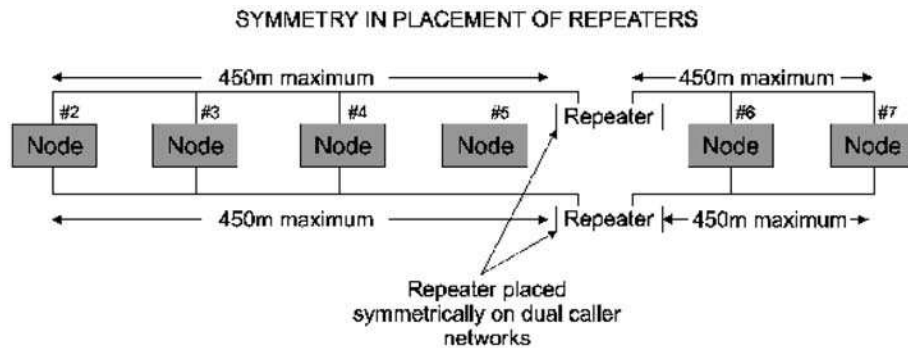 SYMMETRY IN PLACEMENT OF REPEATERS
450m maximum 450m maximum
#2 #3 #4 #5 Repeater #6 #7
Node Node Node Node Node Node
450m maximum Repeater 450m maximum
Repeater placed
symmetrically on dual caller
networks